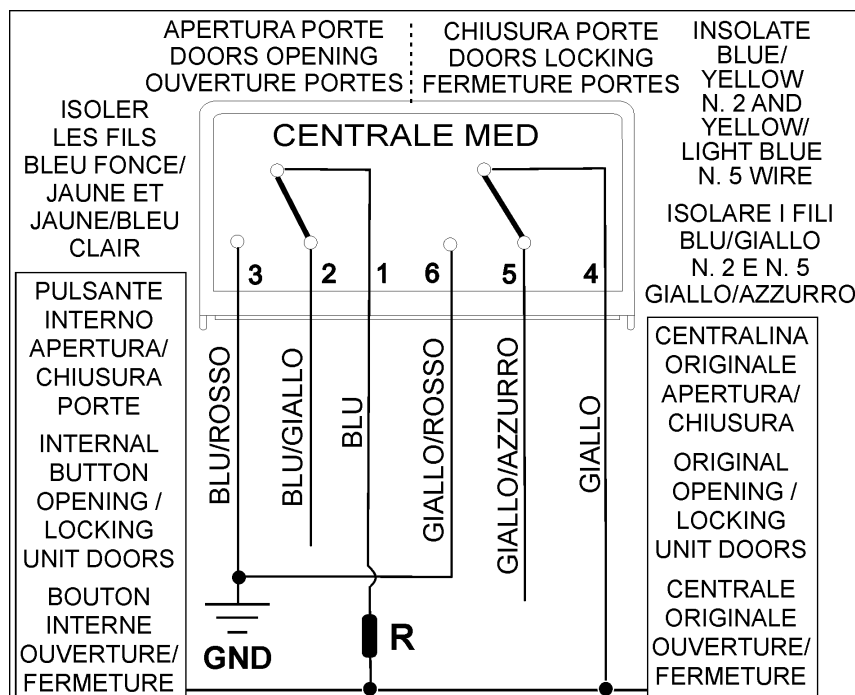 APERTURA PORTE
DOORS OPENING
OUVERTURE PORTES
CHIUSURA PORTE
DOORS LOCKING
FERMETURE PORTES
INSOLATE
BLUE/
YELLOW
N. 2 AND
YELLOW/
LIGHT BLUE
N. 5 WIRE
ISOLARE I FILI
BLU/GIALLO
N. 2 E N. 5
GIALLO/AZZURRO
ISOLER
LES FILS
BLEU FONCE/
JAUNE ET
JAUNE/BLEU
CLAIR
CENTRALE MED
3 2 1 6 5 4
PULSANTE
INTERNO
APERTURA/
CHIUSURA
PORTE
INTERNAL
BUTTON
OPENING /
LOCKING
UNIT DOORS
BOUTON
INTERNE
OUVERTURE/
FERMETURE
BLU/ROSSO
BLU/GIALLO
BLU
GIALLO/ROSSO
GIALLO/AZZURRO
GIALLO
GND
R
CENTRALINA
ORIGINALE
APERTURA/
CHIUSURA
ORIGINAL
OPENING /
LOCKING
UNIT DOORS
CENTRALE
ORIGINALE
OUVERTURE/
FERMETURE